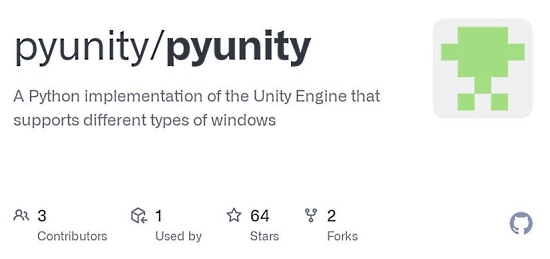 pyunity/pyunity
A Python implementation of the Unity Engine that
supports different types of windows
3 1 64 2
Contributors Used by Stars Forks